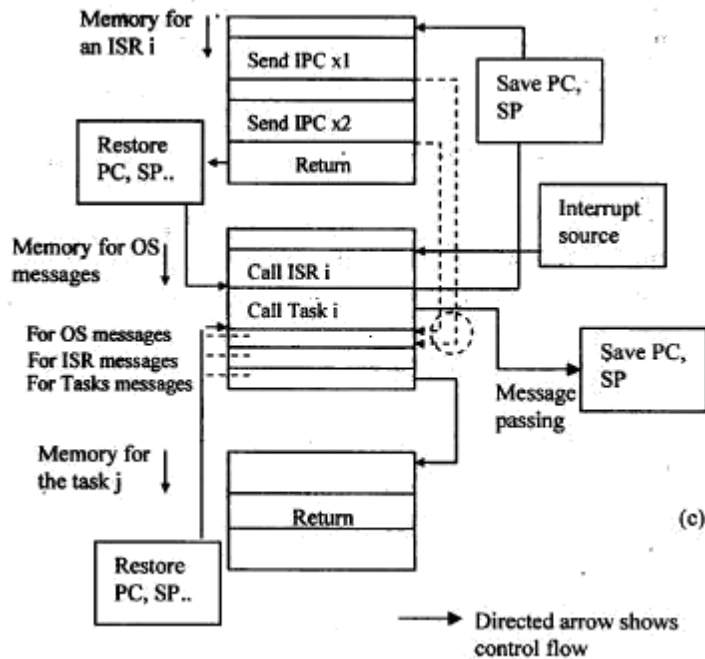 Memory for
an ISR i
Send IPC x1
Send IPC x2
Return
Save PC,
SP
Restore
PC, SP..
Interrupt
source
Memory for OS
messages
Call ISR i
Call Task i
For OS messages
For ISR messages
For Tasks messages
Save PC,
SP
Message
passing
Memory for
the task j
Return
(c)
Restore
PC, SP..
Directed arrow shows
control flow